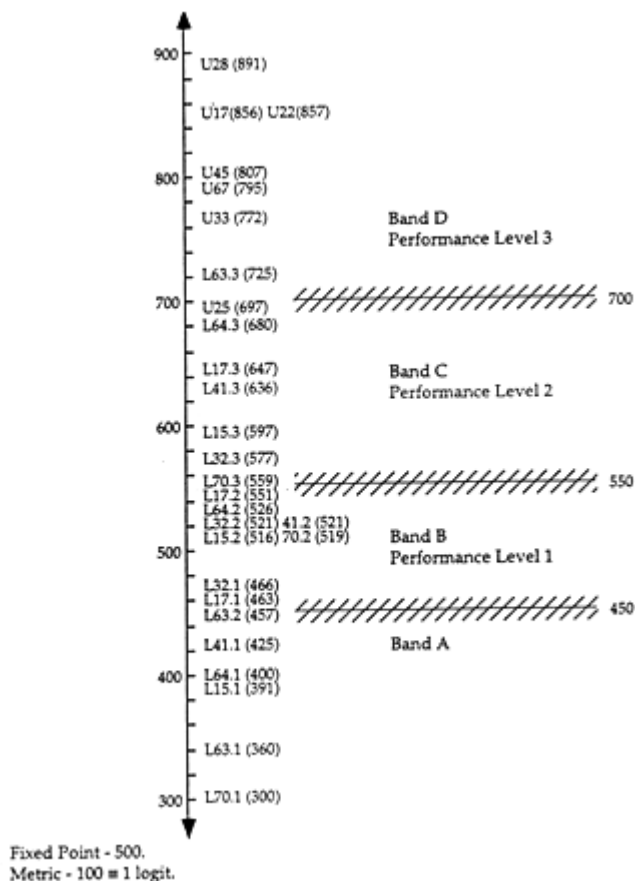 900
U28 (891)
U17(856) U22(857)
U45 (807)
800
U67 (795)
U33 (772)
Band D
Performance Level 3
L63.3 (725)
700
U25 (697)
700
L64.3 (680)
L17.3 (647)
Band C
L41.3 (636)
Performance Level 2
600
L15.3 (597)
L32.3 (577)
L70.3 (559)
550
L17.2 (551)
L64.2 (526)
L32.2 (521) 41.2 (521)
L15.2 (516) 70.2 (519)
Band B
500
Performance Level 1
L32.1 (466)
L17.1 (463)
L63.2 (457)
450
L41.1 (425)
Band A
400
L64.1 (400)
L15.1 (391)
L63.1 (360)
300
L70.1 (300)
Fixed Point - 500.
Metric - 100 ≡ 1 logit.